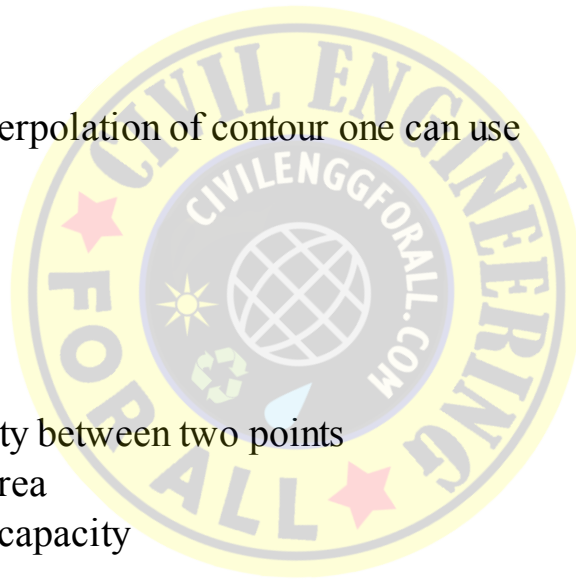 erpolation of contour one can use
ty between two points
rea
capacity
CIVIL ENGINEERING
FOR ALL
CIVILENGGFORALL.COM